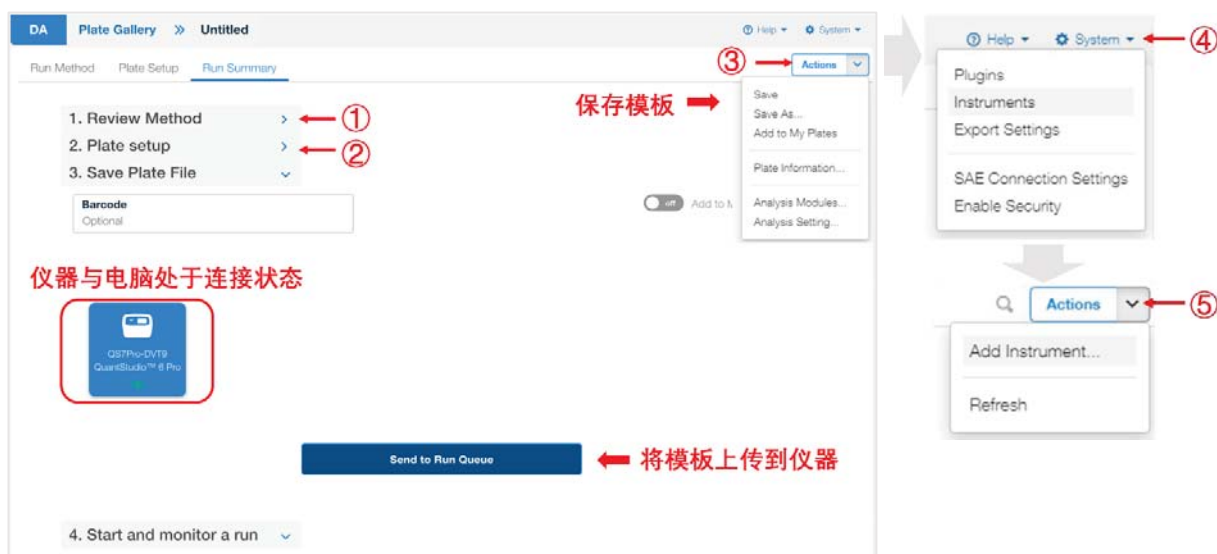 DA Plate Gallery >> Untitled Help System
Run Method Plate Setup Run Summary ③ Actions
保存模板
Save
Save As...
Add to My Plates
Plate Information...
Analysis Modules...
Analysis Setting...
1. Review Method > ①
2. Plate setup > ②
3. Save Plate File
Barcode
Optional
off Add to
仪器与电脑处于连接状态
QS7Pro-DVT9
QuantStudio™ 6 Pro
Send to Run Queue
将模板上传到仪器
4. Start and monitor a run
Help System ④
Plugins
Instruments
Export Settings
SAE Connection Settings
Enable Security
Actions ⑤
Add Instrument...
Refresh